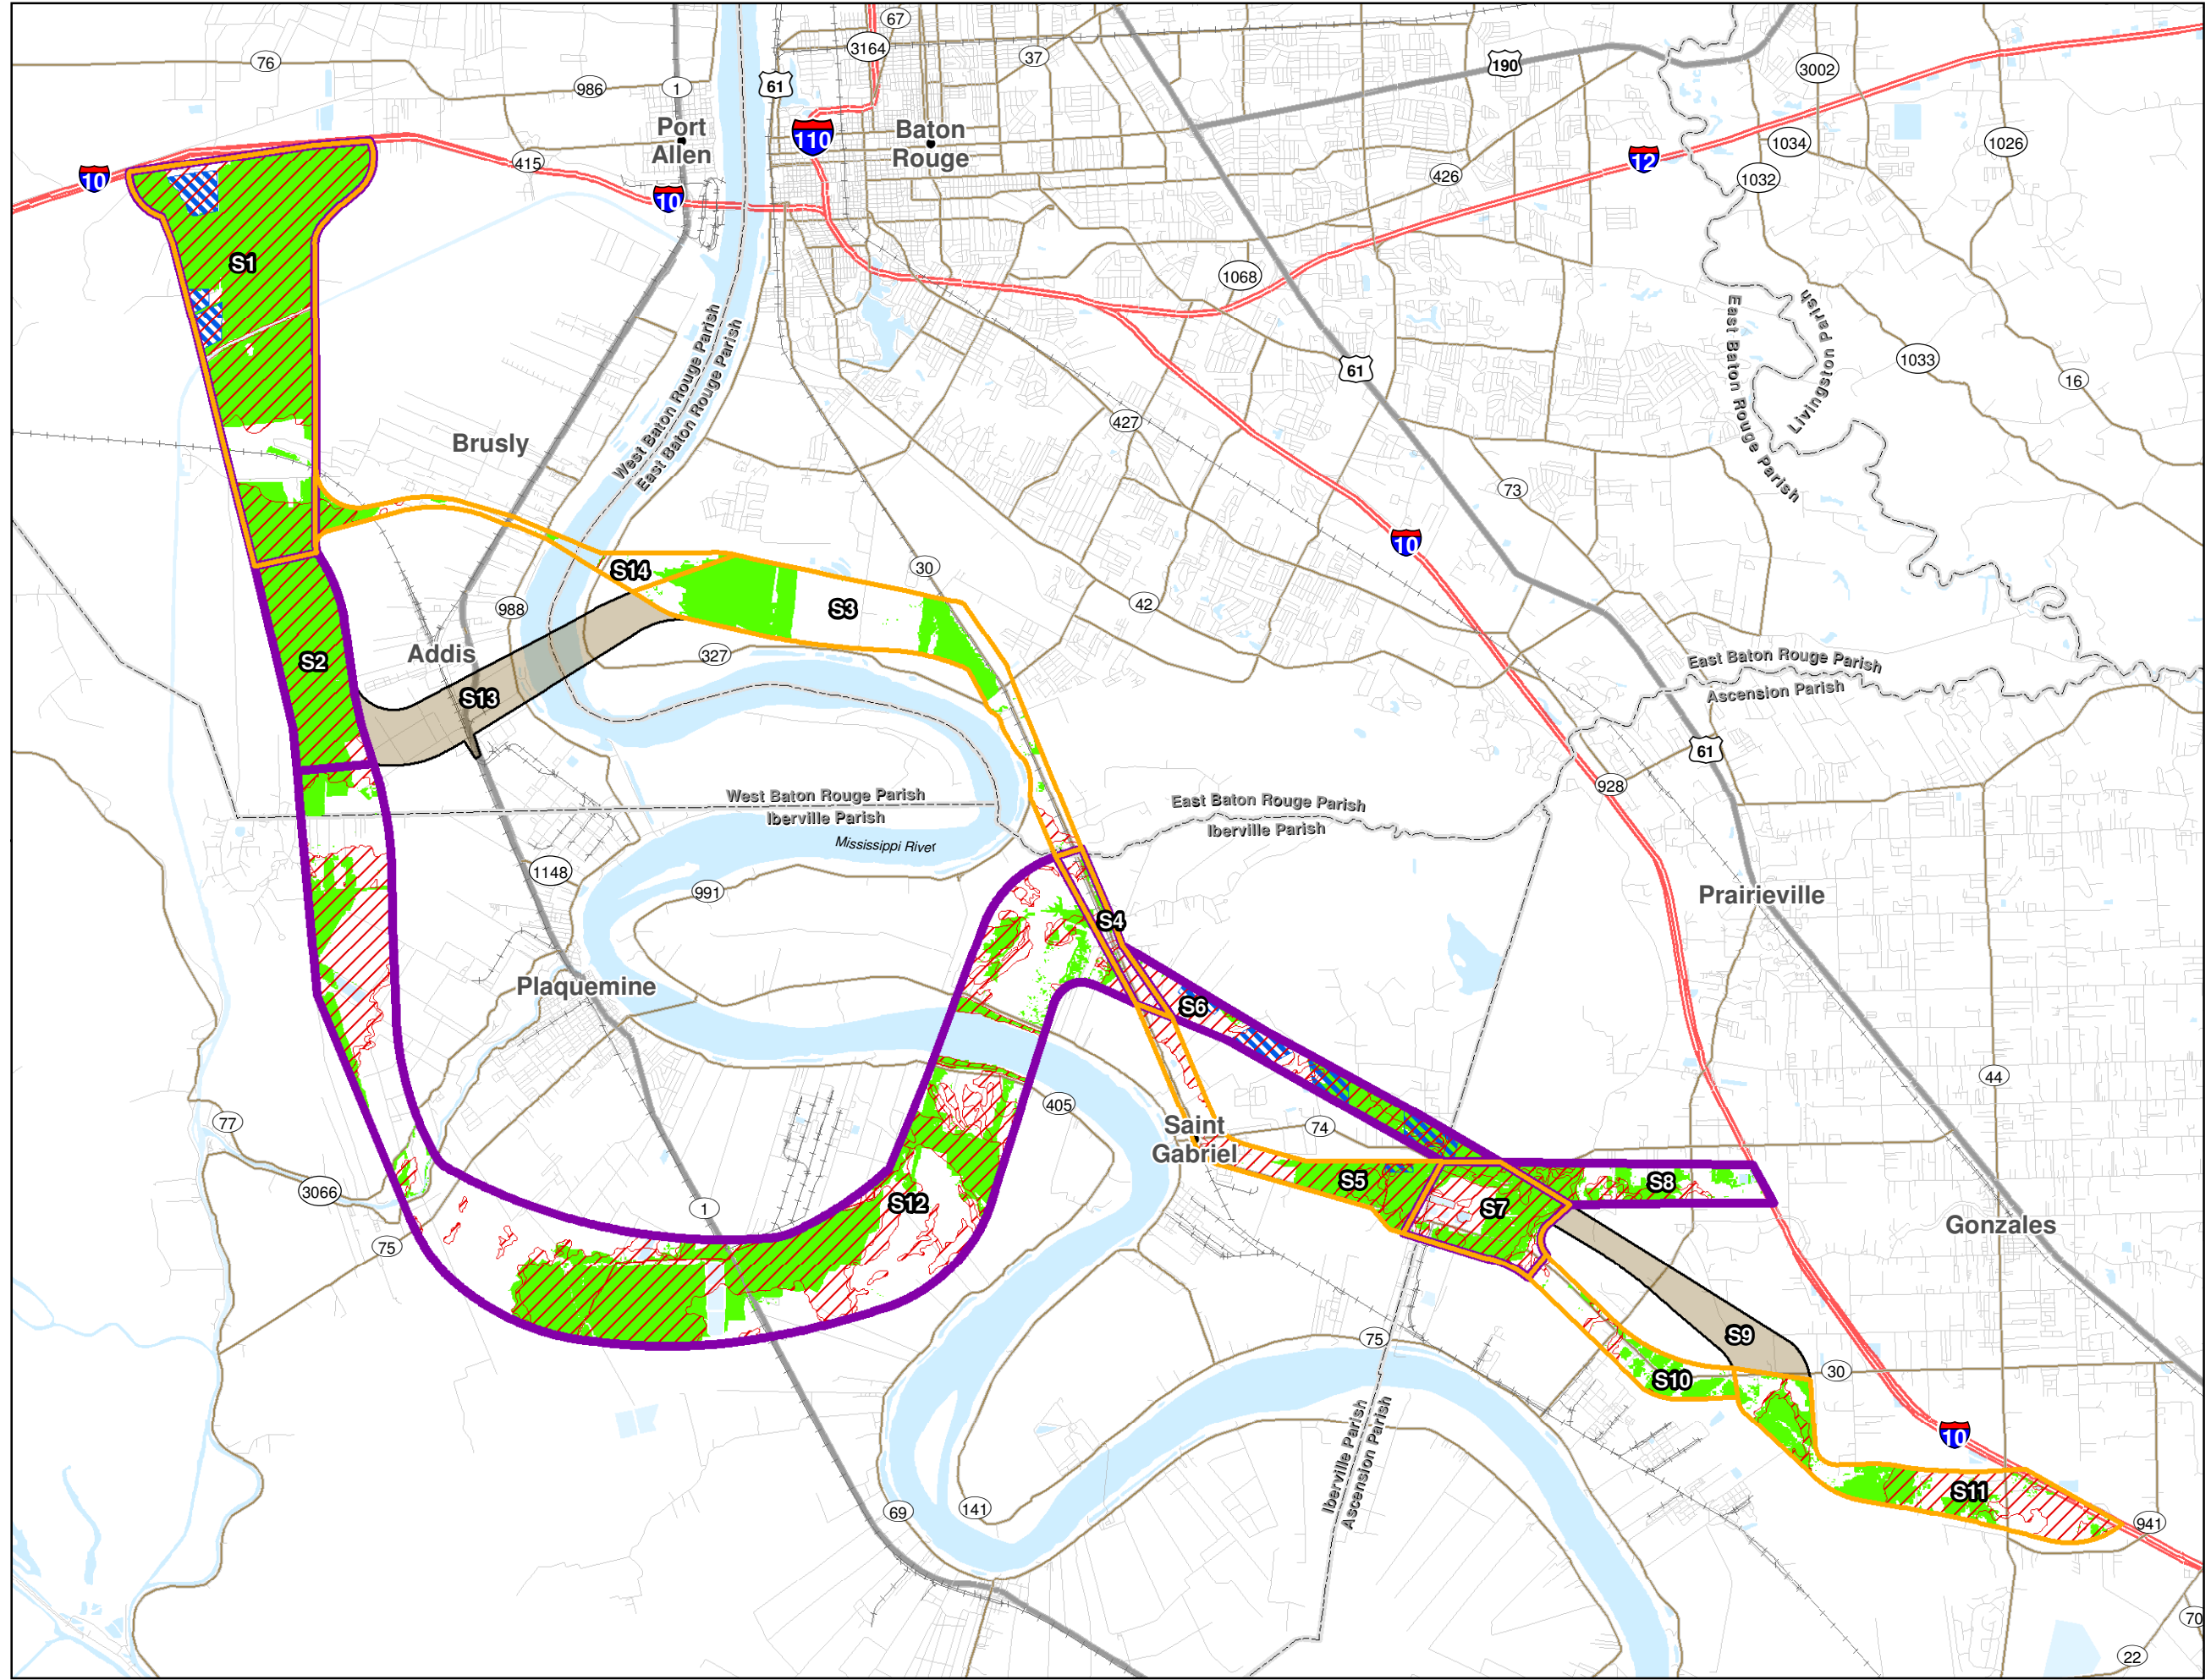 67
3164
37
190
3002
76
986
1
61
Port
Allen
110
Baton
Rouge
12
1034
1026
415
10
10
426
1032
S1
1068
West Baton Rouge Parish
East Baton Rouge Parish
East Baton Rouge Parish
Livingston Parish
61
1033
16
427
Brusly
73
10
S14
30
S3
42
988
S2
Addis
327
S13
East Baton Rouge Parish
Ascension Parish
61
928
West Baton Rouge Parish
Iberville Parish
East Baton Rouge Parish
Iberville Parish
Mississippi River
1148
991
Prairieville
S4
Plaquemine
S6
44
405
77
Saint
Gabriel
74
3066
S5
S8
S12
S7
1
Gonzales
75
75
S9
30
S10
10
Iberville Parish
Ascension Parish
S11
69
141
941
70
22